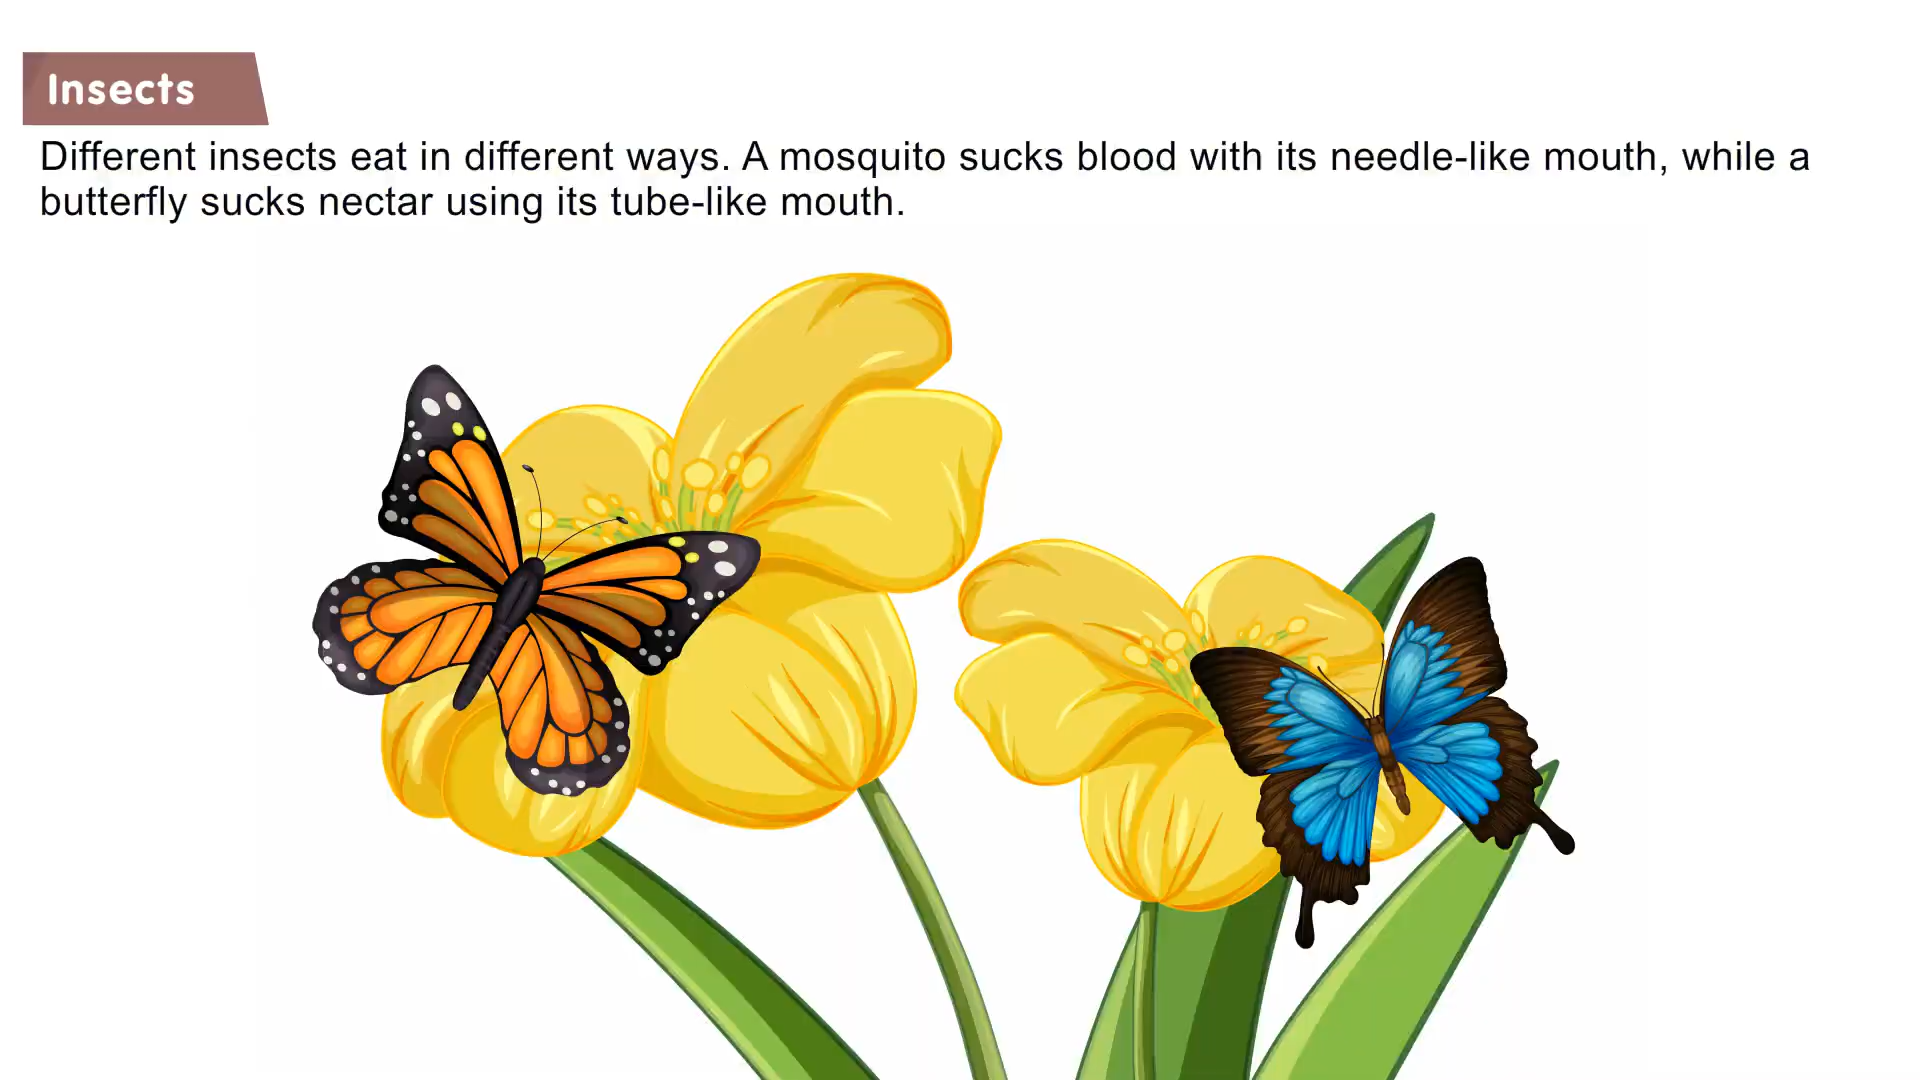 Insects
Different insects eat in different ways. A mosquito sucks blood with its needle-like mouth, while a
butterfly sucks nectar using its tube-like mouth.